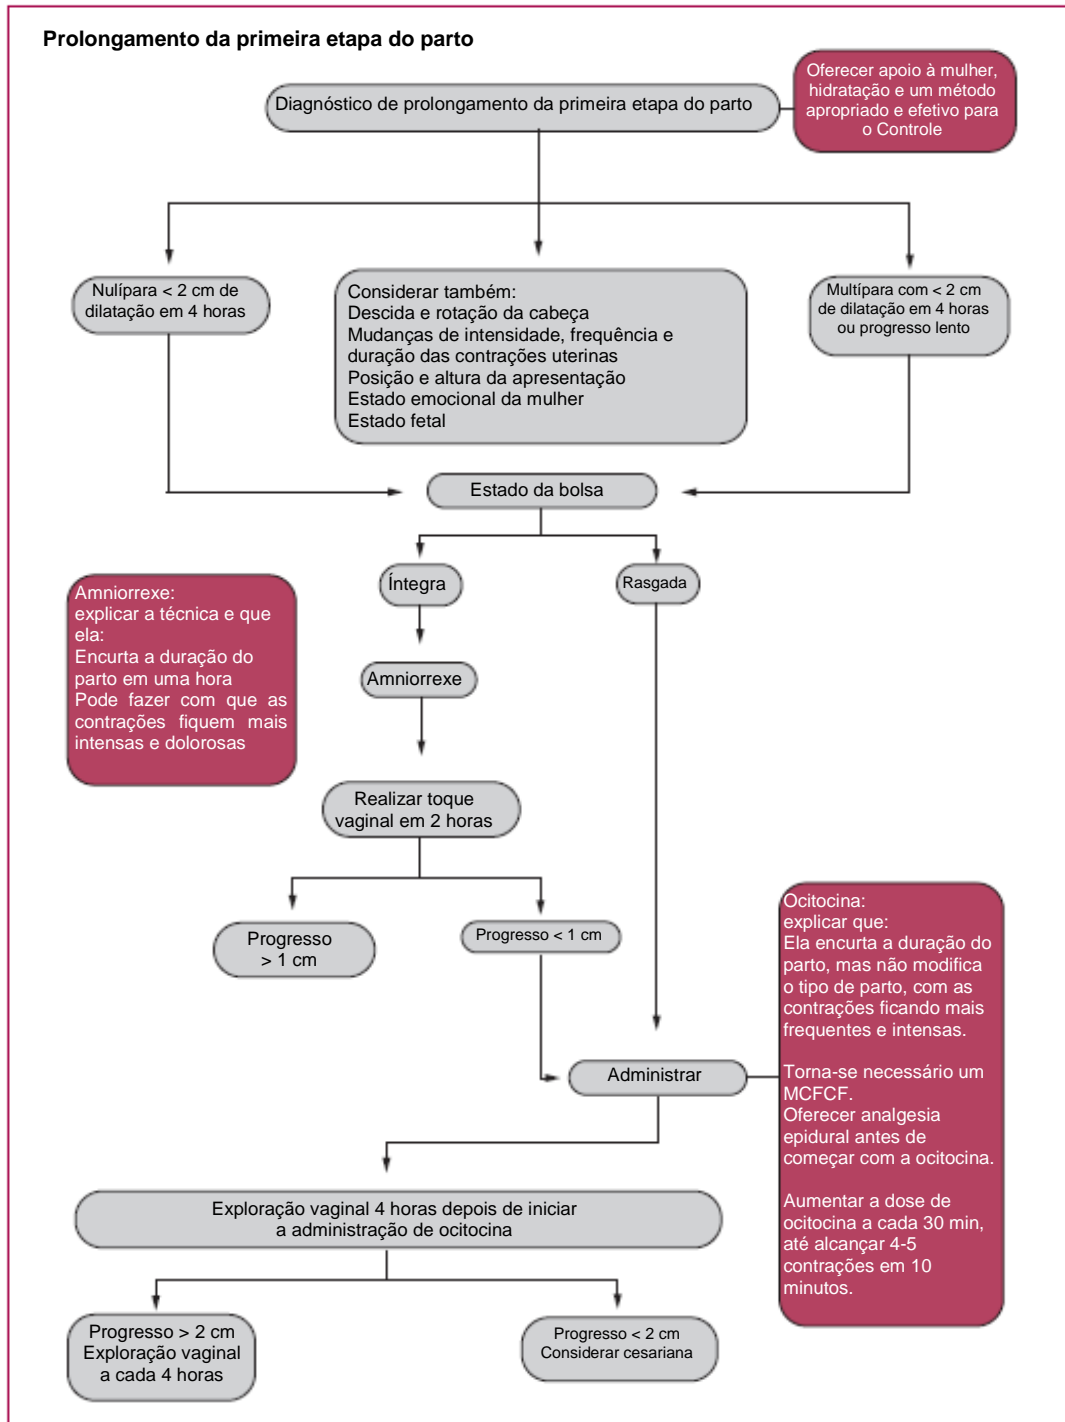 Prolongamento da primeira etapa do parto
Diagnóstico de prolongamento da primeira etapa do parto
Oferecer apoio à mulher,
hidratação e um método
apropriado e efetivo para
o Controle
Nulípara < 2 cm de
dilatação em 4 horas
Considerar também:
Descida e rotação da cabeça
Mudanças de intensidade, frequência e
duração das contrações uterinas
Posição e altura da apresentação
Estado emocional da mulher
Estado fetal
Multípara com < 2 cm
de dilatação em 4 horas
ou progresso lento
Estado da bolsa
Íntegra
Rasgada
Amniorrexe:
explicar a técnica e que
ela:
Encurta a duração do
parto em uma hora
Pode fazer com que as
contrações fiquem mais
intensas e dolorosas
Amniorrexe
Realizar toque
vaginal em 2 horas
Progresso
> 1 cm
Progresso < 1 cm
Ocitocina:
explicar que:
Ela encurta a duração do
parto, mas não modifica
o tipo de parto, com as
contrações ficando mais
frequentes e intensas.
Torna-se necessário um
MCFCF.
Oferecer analgesia
epidural antes de
começar com a ocitocina.
Aumentar a dose de
ocitocina a cada 30 min,
até alcançar 4-5
contrações em 10
minutos.
Administrar
Exploração vaginal 4 horas depois de iniciar
a administração de ocitocina
Progresso > 2 cm
Exploração vaginal
a cada 4 horas
Progresso < 2 cm
Considerar cesariana